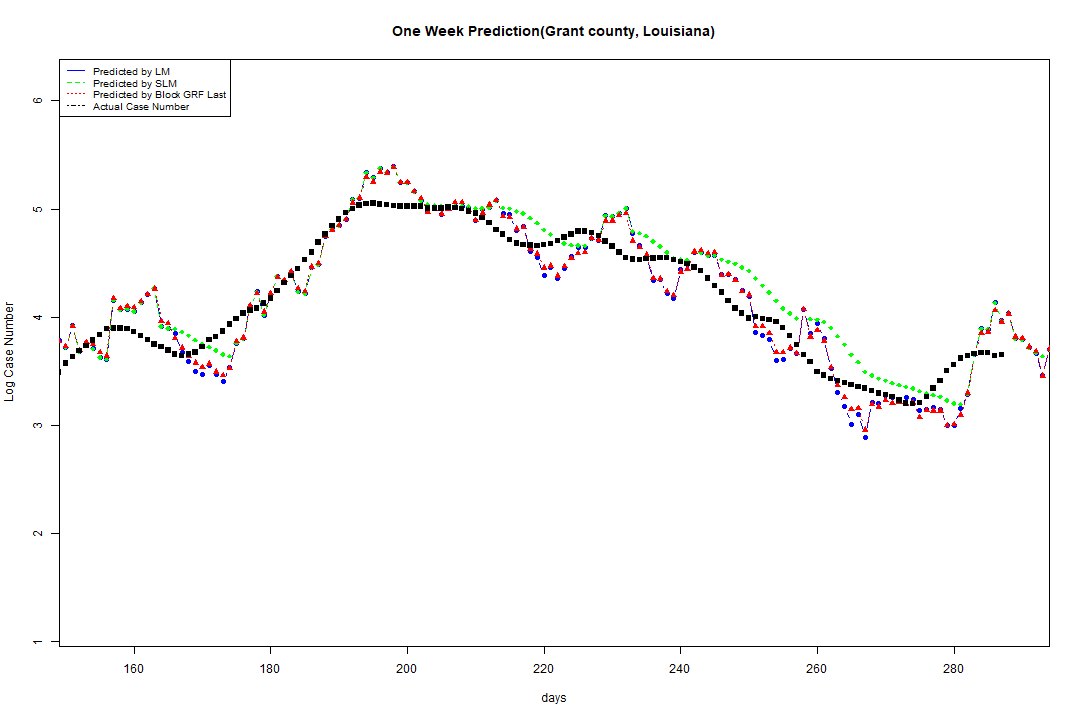 One Week Prediction(Grant county, Louisiana)
Predicted by LM
Predicted by SLM
Predicted by Block GRF Last
Actual Case Number
Log Case Number
6
5
4
3
2
1
160 180 200 220 240 260 280
days